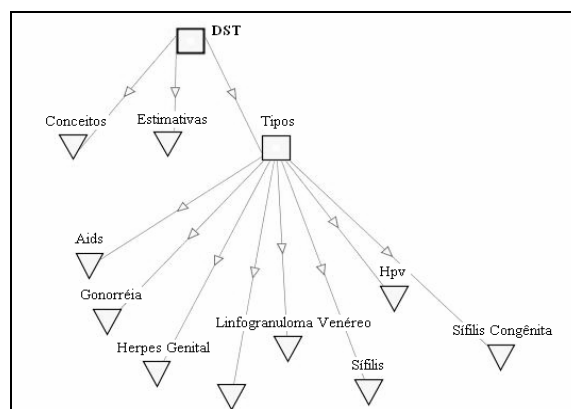 DST
Conceitos
Estimativas
Tipos
Aids
Gonorréia
Herpes Genital
Linfogranuloma Venéreo
Sífilis
Hpv
Sífilis Congênita